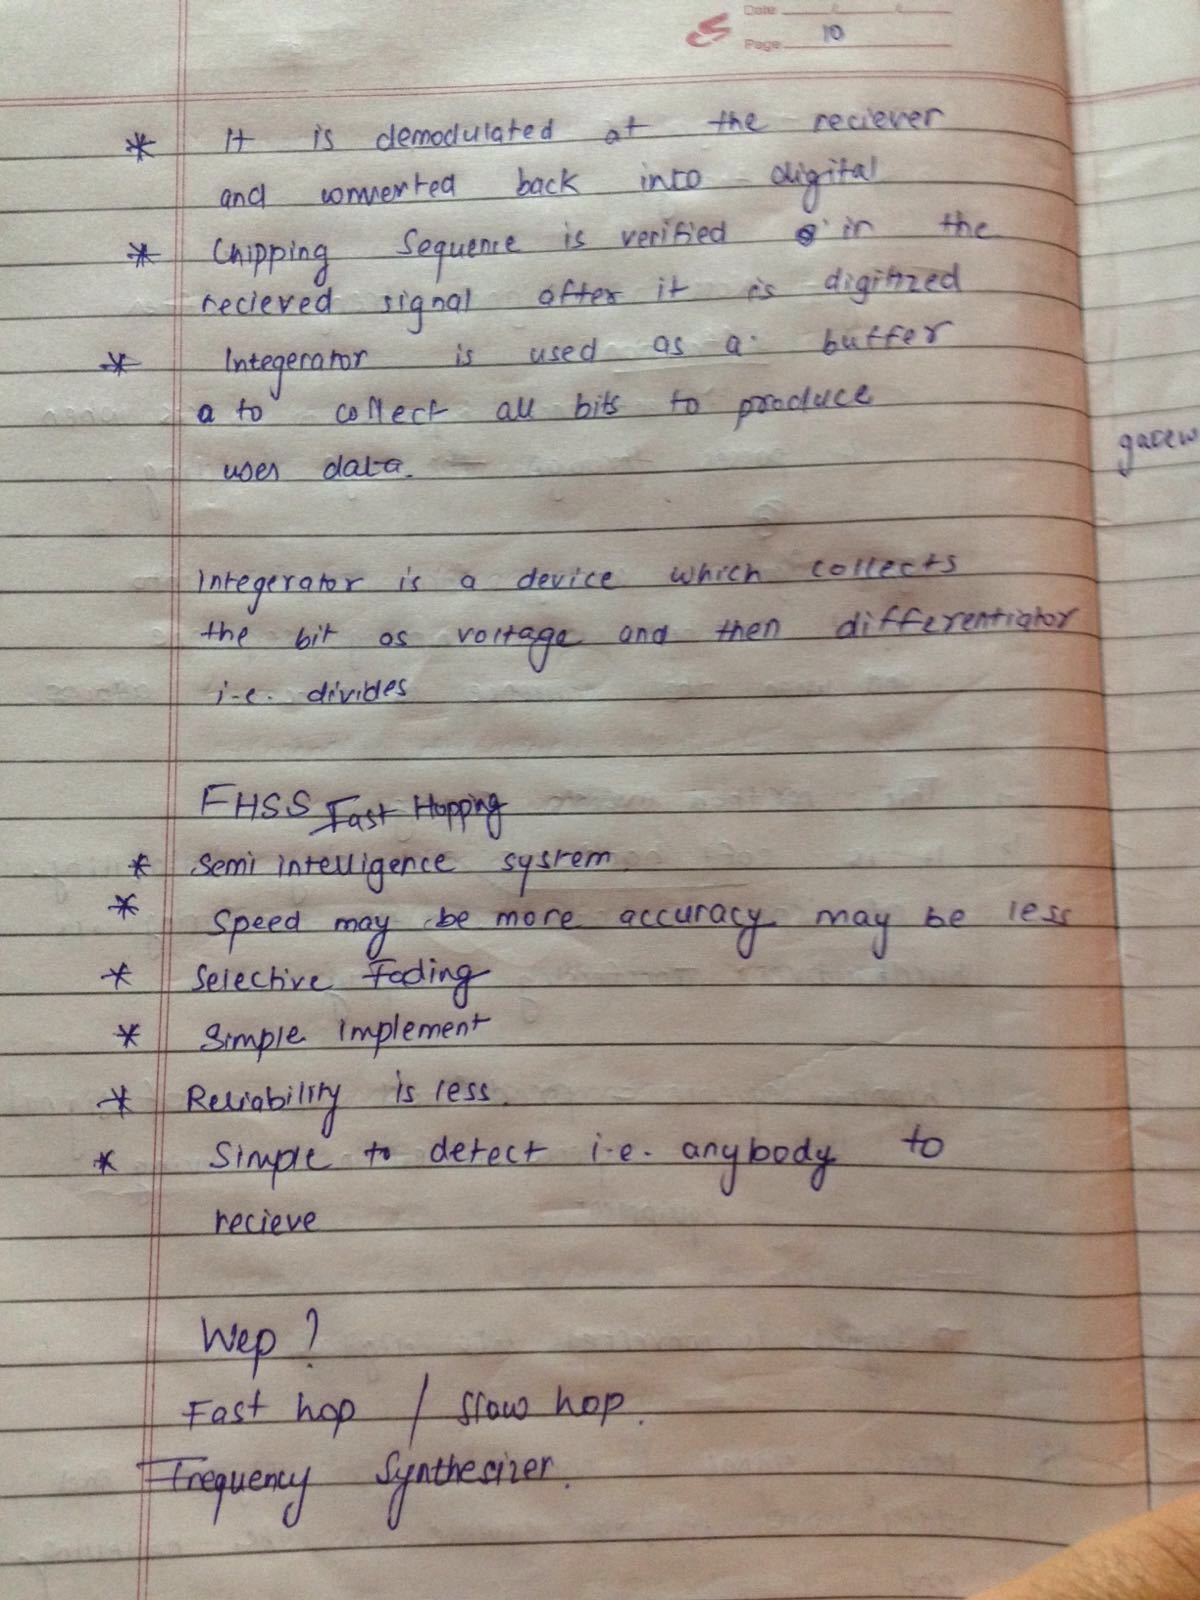 Date
Page 10
* It is demodulated at the reciever
and converted back into digital
* Chipping Sequence is verified in the
recieved signal after it is digitized
* Integerator is used as a buffer
a to collect all bits to produce
user data.
gatew
Integerator is a device which collects
the bit as voltage and then differentiator
i.e. divides
FHSS Fast Hopping
* Semi intelligence system.
* Speed may be more accuracy may be less
* Selective Fading
* Simple implement
* Reliability is less.
* Simple to detect i.e. anybody to
recieve
Wep ?
Fast hop / slow hop.
Frequency Synthesizer.